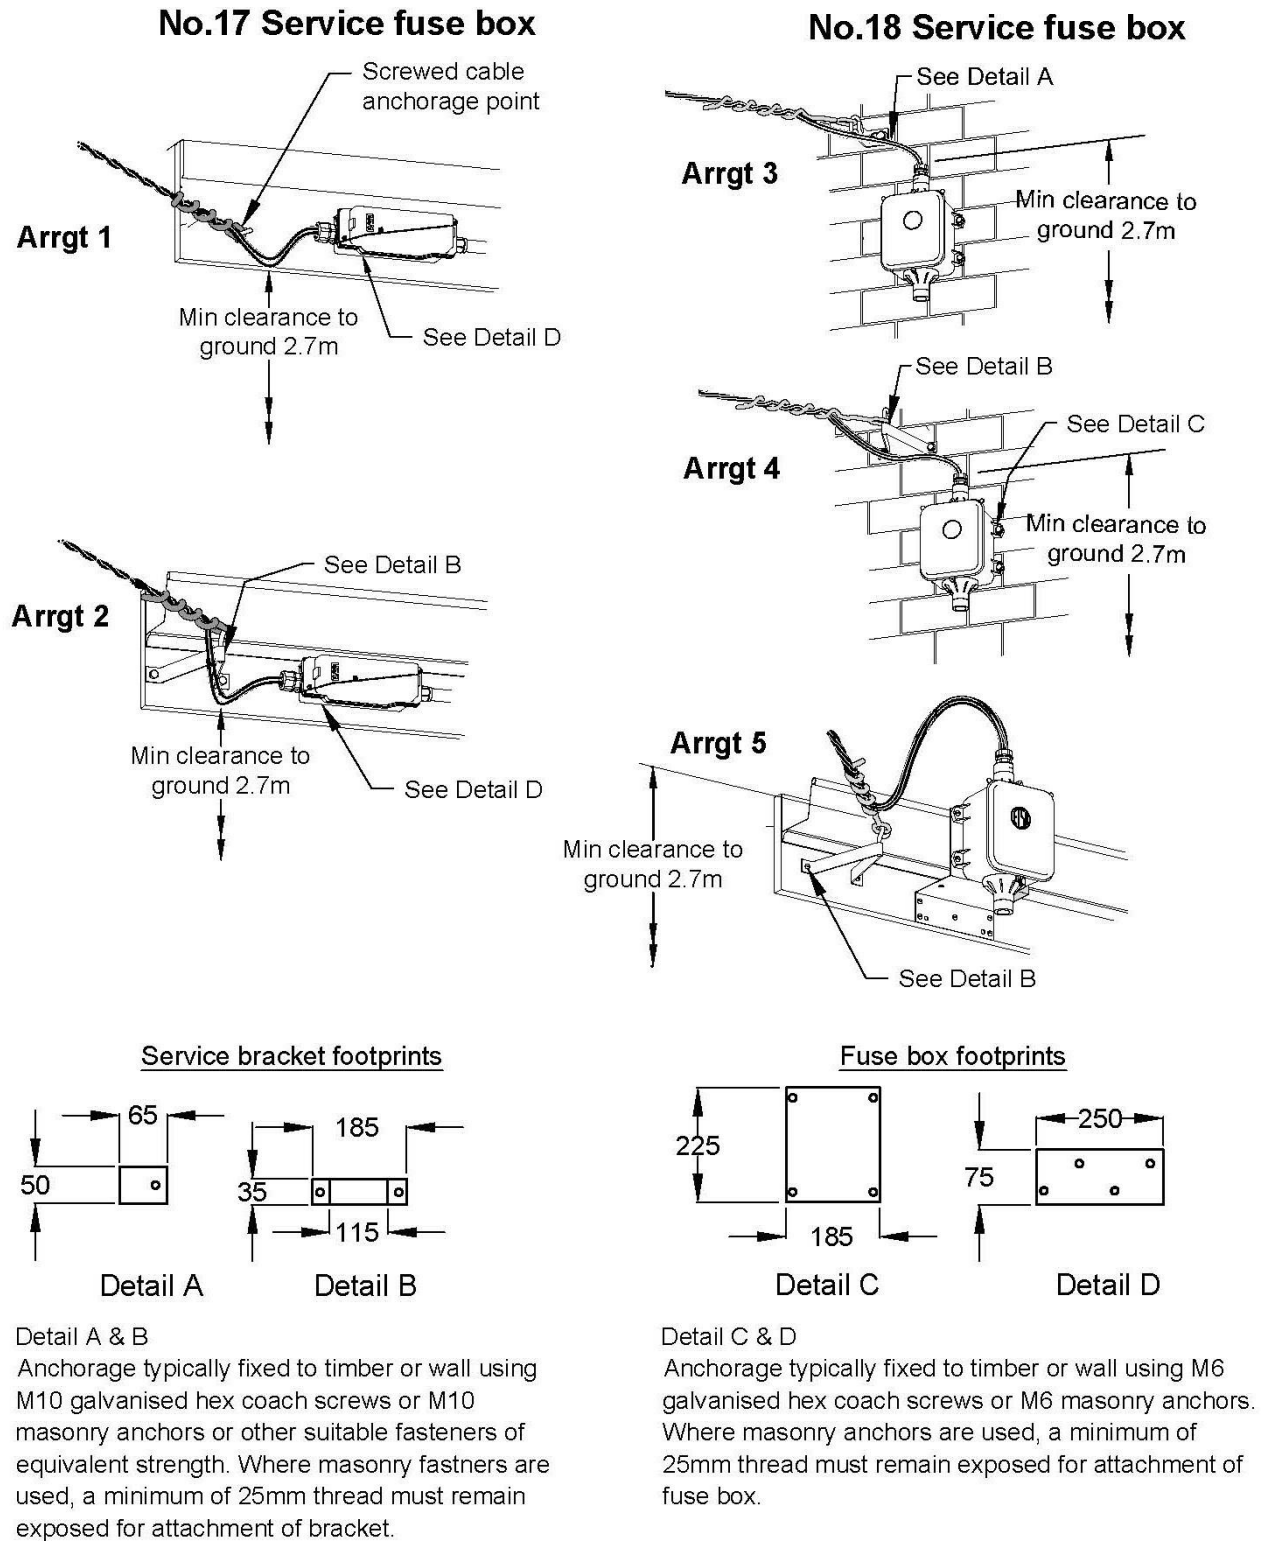 No.17 Service fuse box
Screwed cable
anchorage point
Arrgt 1
Min clearance to
ground 2.7m
See Detail D
See Detail B
Arrgt 2
Min clearance to
ground 2.7m
See Detail D
No.18 Service fuse box
See Detail A
Arrgt 3
Min clearance to
ground 2.7m
See Detail B
See Detail C
Arrgt 4
Min clearance to
ground 2.7m
Arrgt 5
Min clearance to
ground 2.7m
See Detail B
Service bracket footprints
65
50
Detail A
185
35
115
Detail B
Fuse box footprints
225
185
Detail C
250
75
Detail D
Detail A & B
Anchorage typically fixed to timber or wall using
M10 galvanised hex coach screws or M10
masonry anchors or other suitable fasteners of
equivalent strength. Where masonry fastners are
used, a minimum of 25mm thread must remain
exposed for attachment of bracket.
Detail C & D
Anchorage typically fixed to timber or wall using M6
galvanised hex coach screws or M6 masonry anchors.
Where masonry anchors are used, a minimum of
25mm thread must remain exposed for attachment of
fuse box.